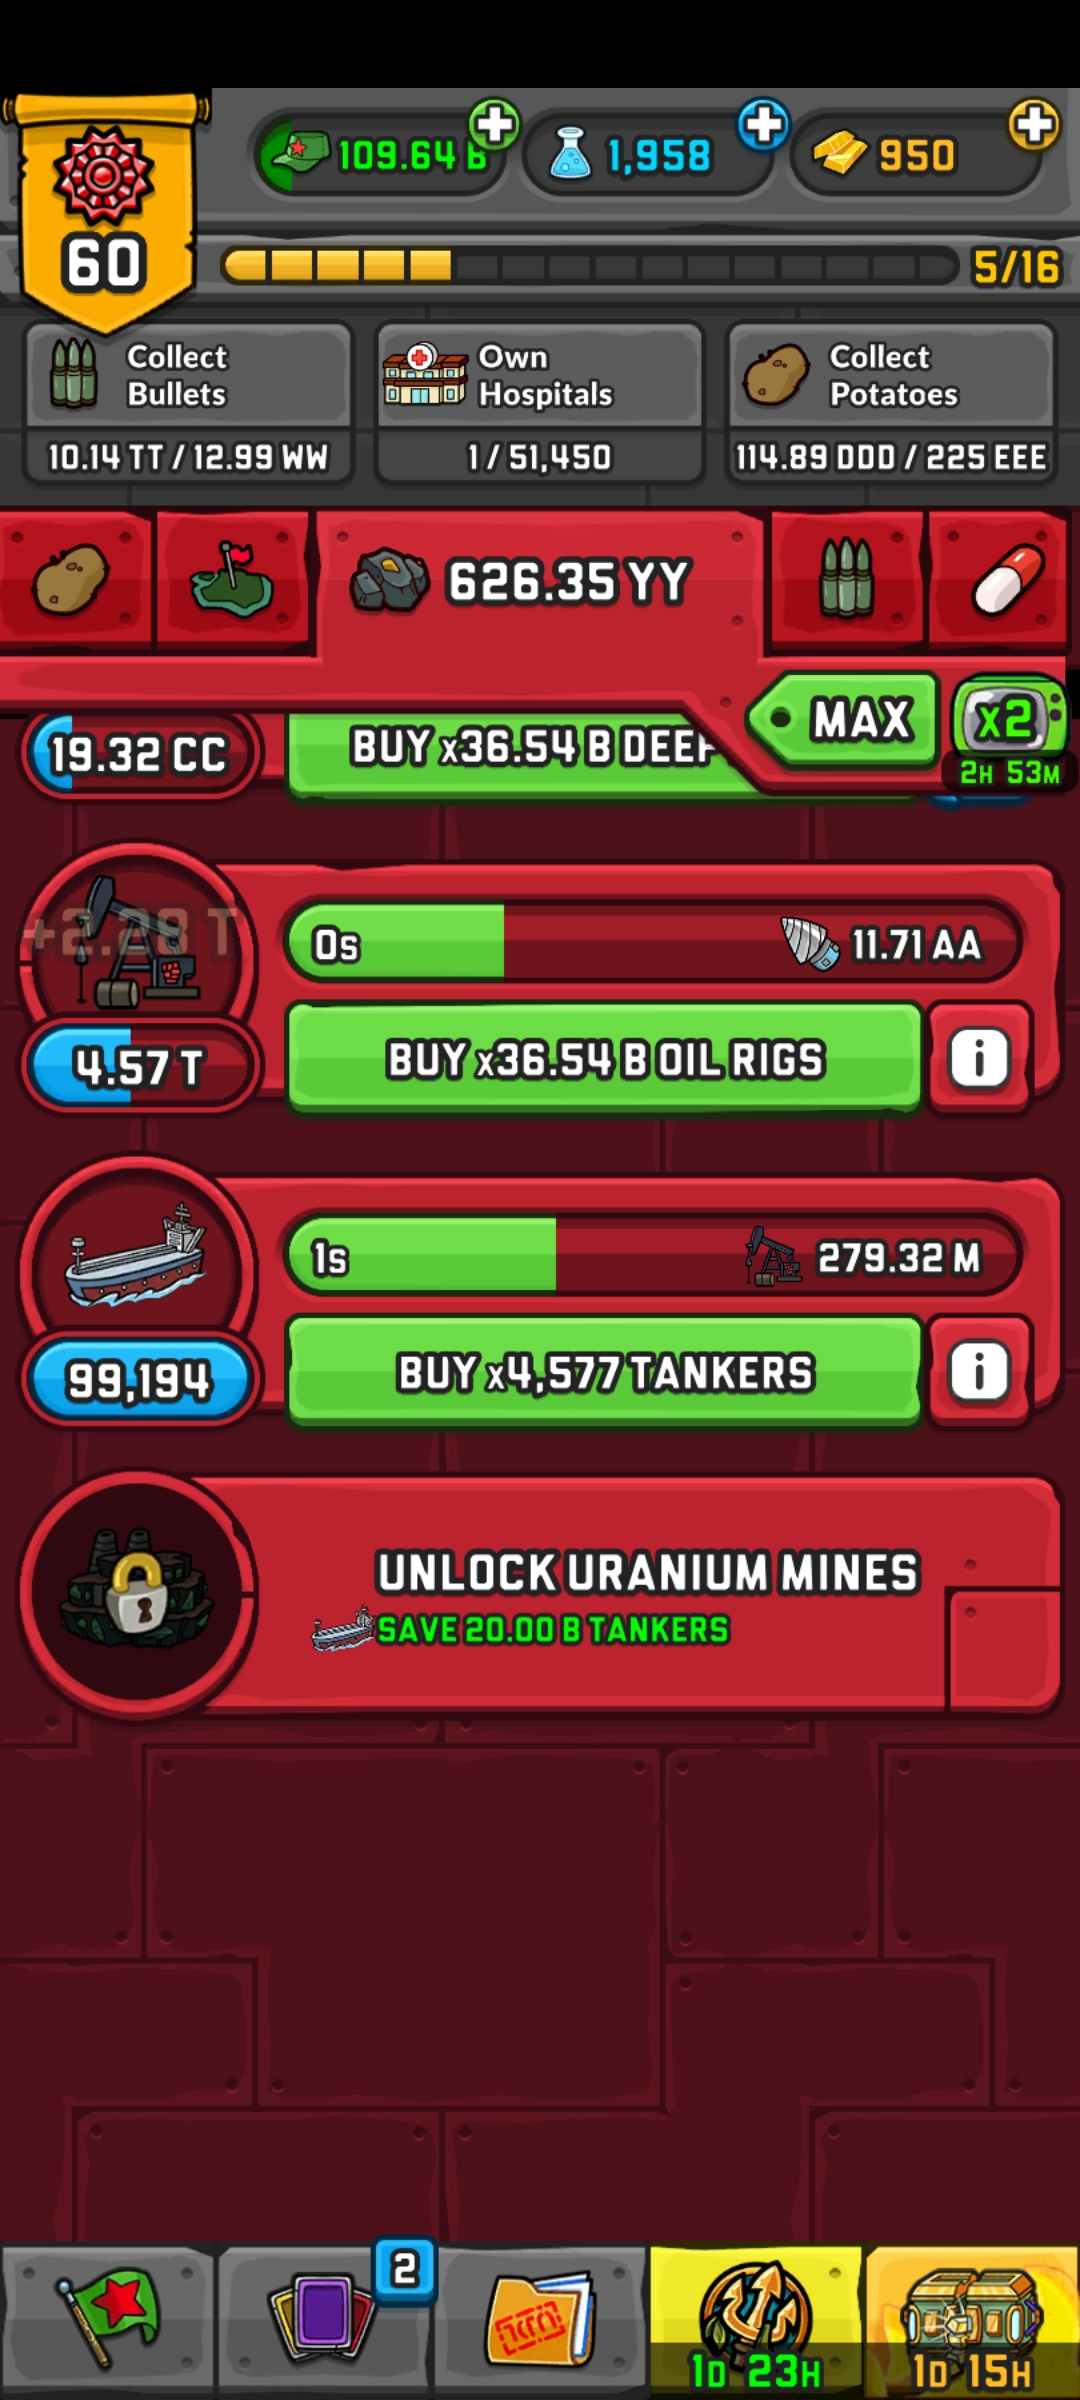 109.64 B
1,958
950
60
5/16
Collect
Bullets
10.14 TT / 12.99 WW
Own
Hospitals
1 / 51,450
Collect
Potatoes
114.89 DDD / 225 EEE
626.35 YY
MAX
x2
2H 53M
19.32 CC
BUY x36.54 B DEEP
+2.28 T
0s
11.71 AA
4.57 T
BUY x36.54 B OIL RIGS
i
1s
279.32 M
99,194
BUY x4,577 TANKERS
i
UNLOCK URANIUM MINES
SAVE 20.00 B TANKERS
2
1D 23H
1D 15H